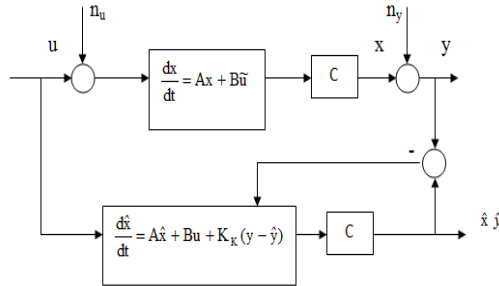 n_u
n_y
u
x
y
dx/dt = Ax + Bũ
C
-
dx̂/dt = Ax̂ + Bu + K_K(y − ŷ)
C
x̂ ŷ